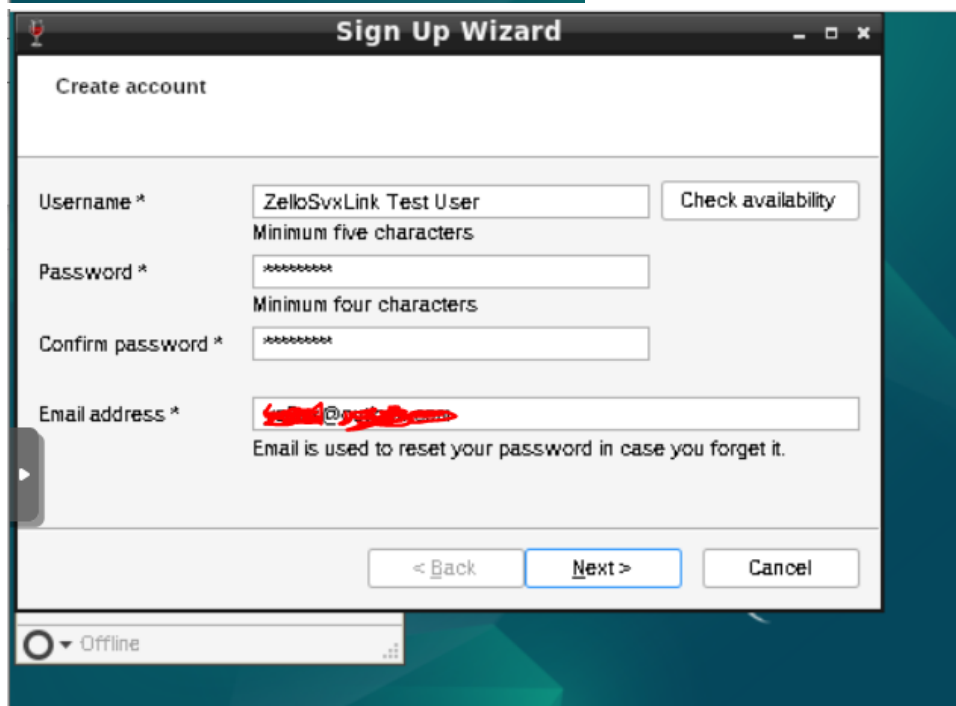 Sign Up Wizard
Create account
Username *
ZelloSvxLink Test User
Check availability
Minimum five characters
Password *
*********
Minimum four characters
Confirm password *
*********
Email address *
@
Email is used to reset your password in case you forget it.
< Back
Next >
Cancel
Offline